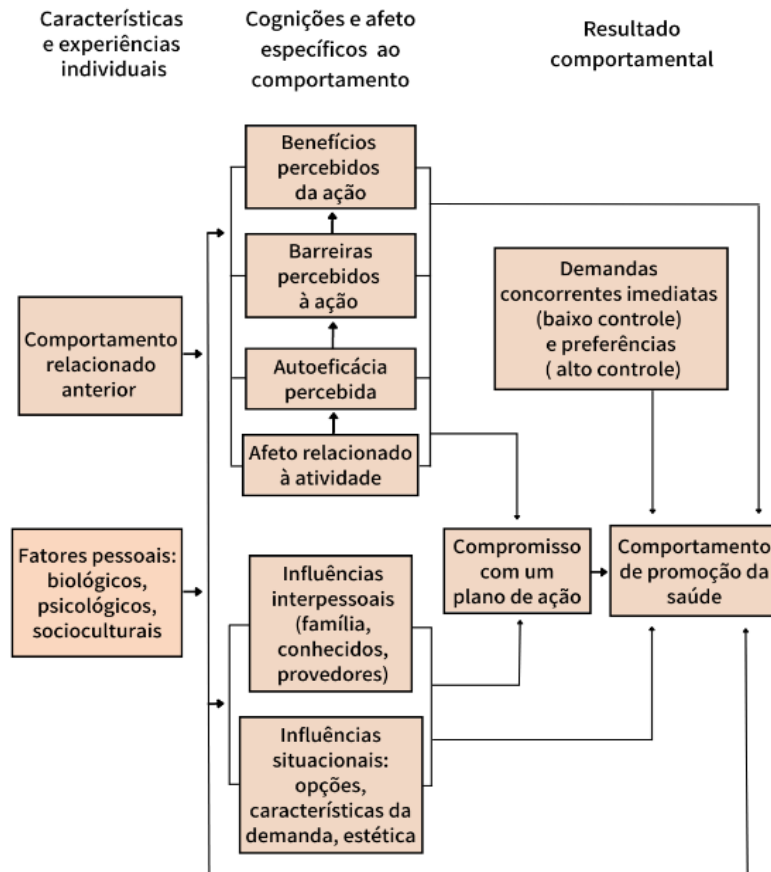 Características
e experiências
individuais
Cognições e afeto
específicos ao
comportamento
Resultado
comportamental
Benefícios
percebidos
da ação
Barreiras
percebidos
à ação
Autoeficácia
percebida
Afeto relacionado
à atividade
Comportamento
relacionado
anterior
Fatores pessoais:
biológicos,
psicológicos,
socioculturais
Influências
interpessoais
(família,
conhecidos,
provedores)
Influências
situacionais:
opções,
características da
demanda, estética
Demandas
concorrentes imediatas
(baixo controle)
e preferências
( alto controle)
Compromisso
com um
plano de ação
Comportamento
de promoção da
saúde